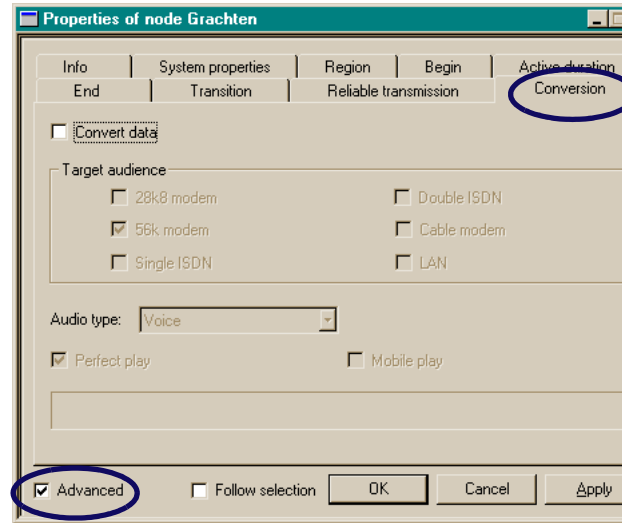 Properties of node Grachten
Info System properties Region Begin Active duration
End Transition Reliable transmission Conversion
Convert data
Target audience
28k8 modem Double ISDN
56k modem Cable modem
Single ISDN LAN
Audio type: Voice
Perfect play Mobile play
Advanced Follow selection OK Cancel Apply